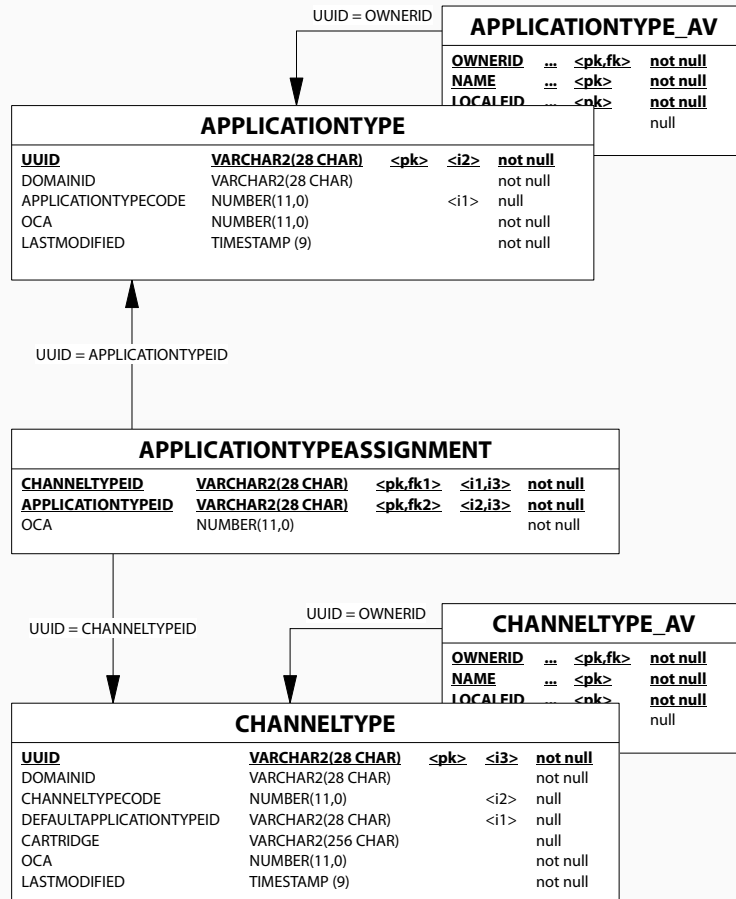 UUID = OWNERID
APPLICATIONTYPE_AV
OWNERID ... <pk,fk> not null
NAME ... <pk> not null
LOCALEID ... <pk> not null
null
APPLICATIONTYPE
UUID VARCHAR2(28 CHAR) <pk> <i2> not null
DOMAINID VARCHAR2(28 CHAR) not null
APPLICATIONTYPECODE NUMBER(11,0) <i1> null
OCA NUMBER(11,0) not null
LASTMODIFIED TIMESTAMP (9) not null
UUID = APPLICATIONTYPEID
APPLICATIONTYPEASSIGNMENT
CHANNELTYPEID VARCHAR2(28 CHAR) <pk,fk1> <i1,i3> not null
APPLICATIONTYPEID VARCHAR2(28 CHAR) <pk,fk2> <i2,i3> not null
OCA NUMBER(11,0) not null
UUID = CHANNELTYPEID
UUID = OWNERID
CHANNELTYPE_AV
OWNERID ... <pk,fk> not null
NAME ... <pk> not null
LOCALEID ... <pk> not null
null
CHANNELTYPE
UUID VARCHAR2(28 CHAR) <pk> <i3> not null
DOMAINID VARCHAR2(28 CHAR) not null
CHANNELTYPECODE NUMBER(11,0) <i2> null
DEFAULTAPPLICATIONTYPEID VARCHAR2(28 CHAR) <i1> null
CARTRIDGE VARCHAR2(256 CHAR) null
OCA NUMBER(11,0) not null
LASTMODIFIED TIMESTAMP (9) not null